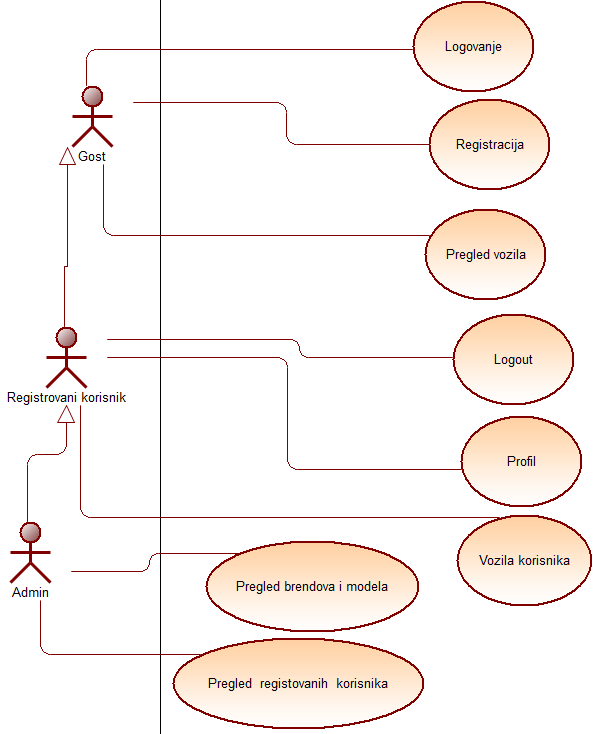 Logovanje
Registracija
Gost
Pregled vozila
Logout
Registrovani korisnik
Profil
Vozila korisnika
Pregled brendova i modela
Admin
Pregled registovanih korisnika